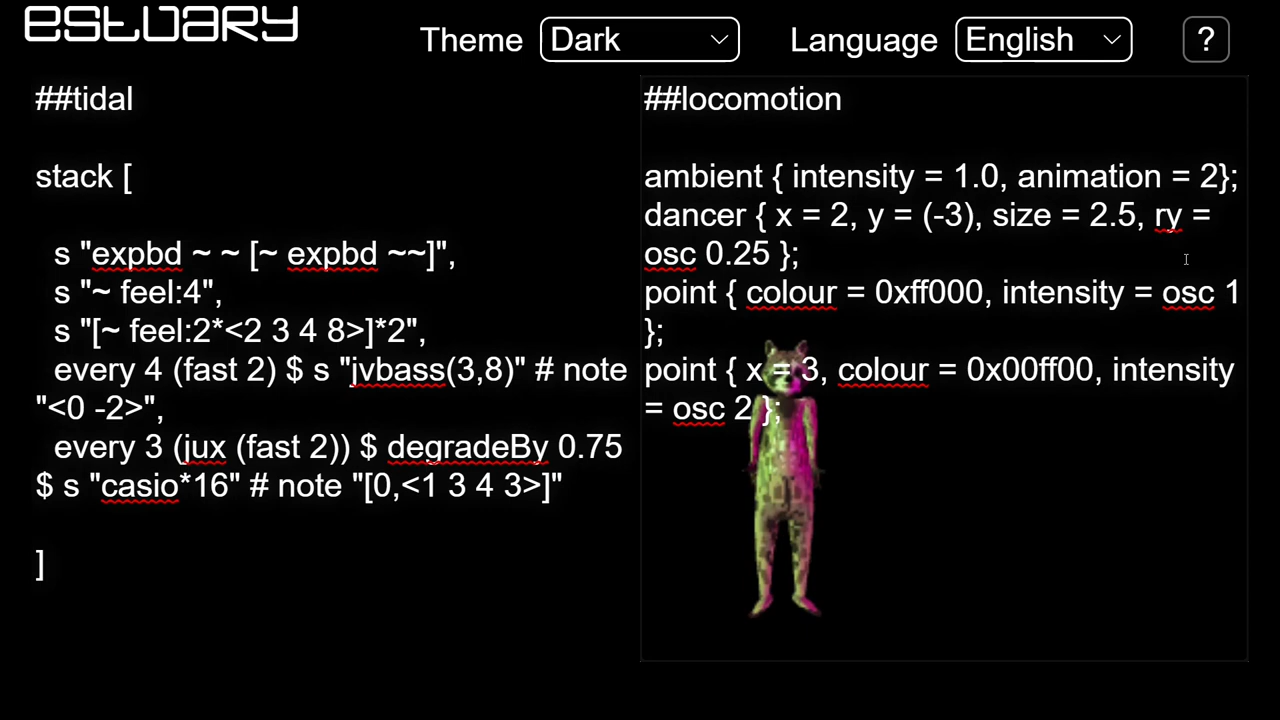 estuary
Theme Dark Language English ?
##tidal
stack [
s "expbd ~ ~ [~ expbd ~~]",
s "~ feel:4",
s "[~ feel:2*<2 3 4 8>]*2",
every 4 (fast 2) $ s "jvbass(3,8)" # note
"<0 -2>",
every 3 (jux (fast 2)) $ degradeBy 0.75
$ s "casio*16" # note "[0,<1 3 4 3>]"
]
##locomotion
ambient { intensity = 1.0, animation = 2};
dancer { x = 2, y = (-3), size = 2.5, ry =
osc 0.25 };
point { colour = 0xff000, intensity = osc 1
};
point { x = 3, colour = 0x00ff00, intensity
= osc 2 };